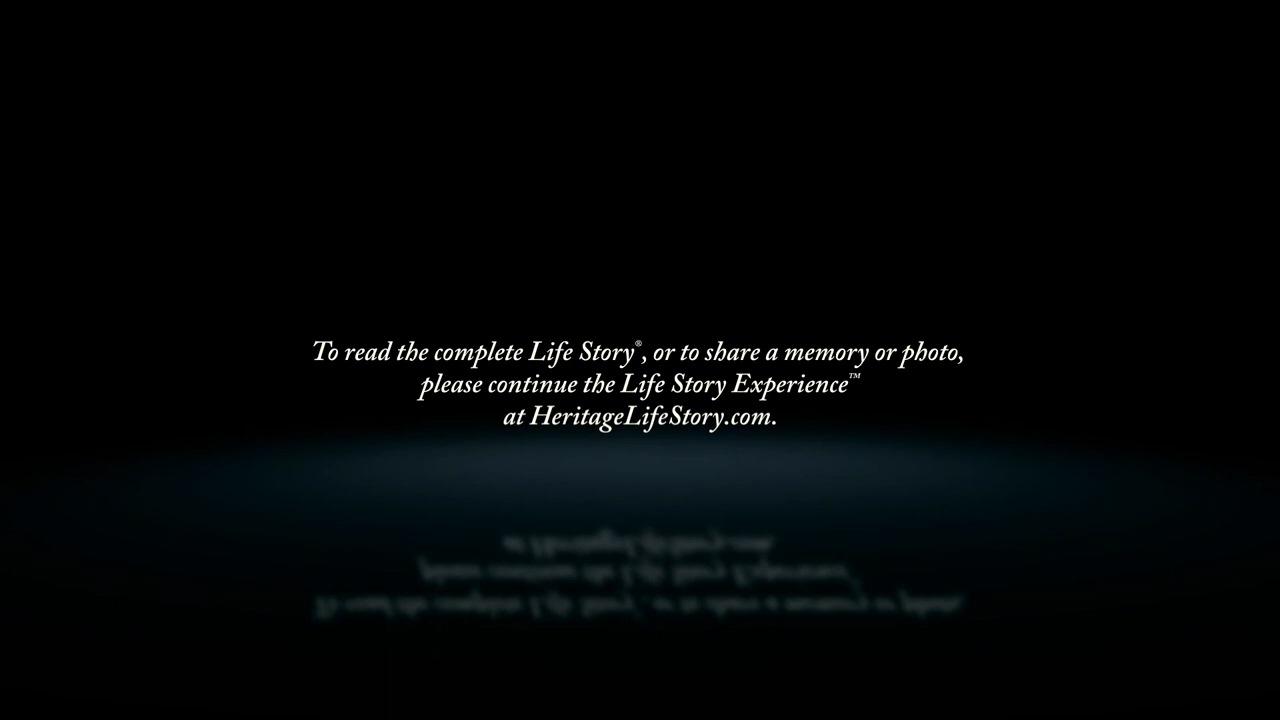 To read the complete Life Story®, or to share a memory or photo,
please continue the Life Story Experience™
at HeritageLifeStory.com.